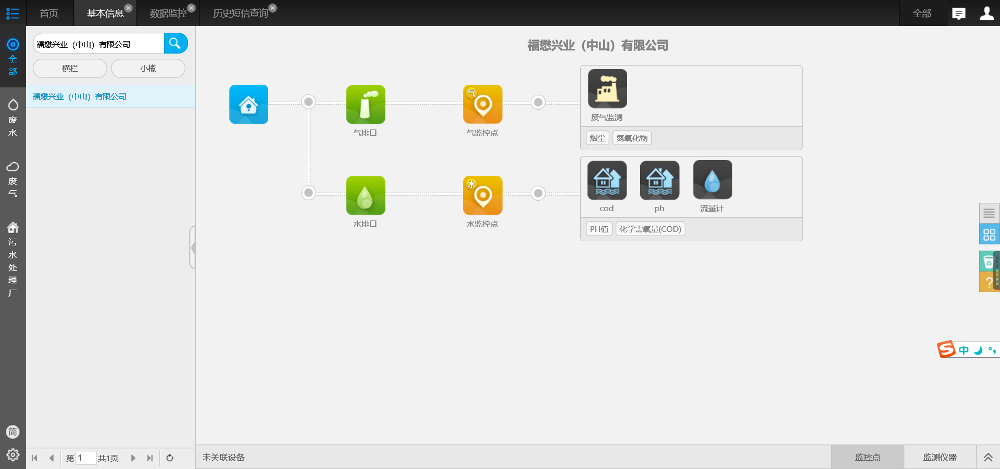 首页
基本信息
数据监控
历史短信查询
全部
全部
废水
废气
污水处理厂
简
福懋兴业（中山）有限公司
横栏
小榄
福懋兴业（中山）有限公司
第 1 共1页
福懋兴业（中山）有限公司
气排口
气
气监控点
废气监测
烟尘
氮氧化物
水排口
水
水监控点
cod
ph
流量计
PH值
化学需氧量(COD)
?
S 中 °,
未关联设备
监控点
监测仪器